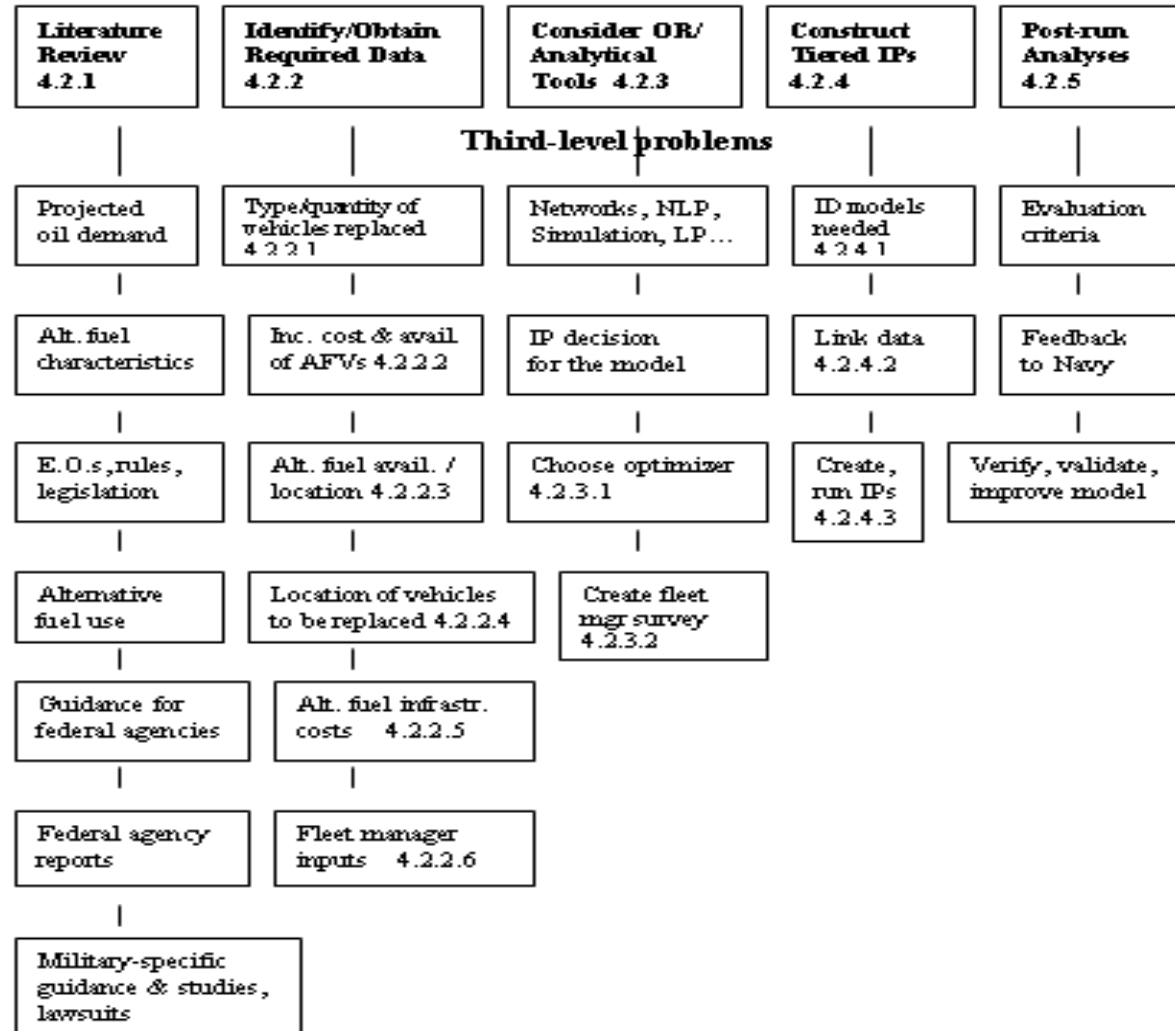 Literature
Review
4.2.1
Identify/Obtain
Required Data
4.2.2
Consider OR/
Analytical
Tools 4.2.3
Construct
Tiered IPs
4.2.4
Post-run
Analyses
4.2.5
Third-level problems
Projected
oil demand
Type/quantity of
vehicles replaced
4.2.2.1
Networks, NLP,
Simulation, LP...
ID models
needed
4.2.4.1
Evaluation
criteria
Alt. fuel
characteristics
Inc. cost & avail
of AFVs 4.2.2.2
IP decision
for the model
Link data
4.2.4.2
Feedback
to Navy
E.O.s, rules,
legislation
Alt. fuel avail. /
location 4.2.2.3
Choose optimizer
4.2.3.1
Create,
run IPs
4.2.4.3
Verify, validate,
improve model
Alternative
fuel use
Location of vehicles
to be replaced 4.2.2.4
Create fleet
mgr survey
4.2.3.2
Guidance for
federal agencies
Alt. fuel infrastr.
costs 4.2.2.5
Federal agency
reports
Fleet manager
inputs 4.2.2.6
Military-specific
guidance & studies,
lawsuits